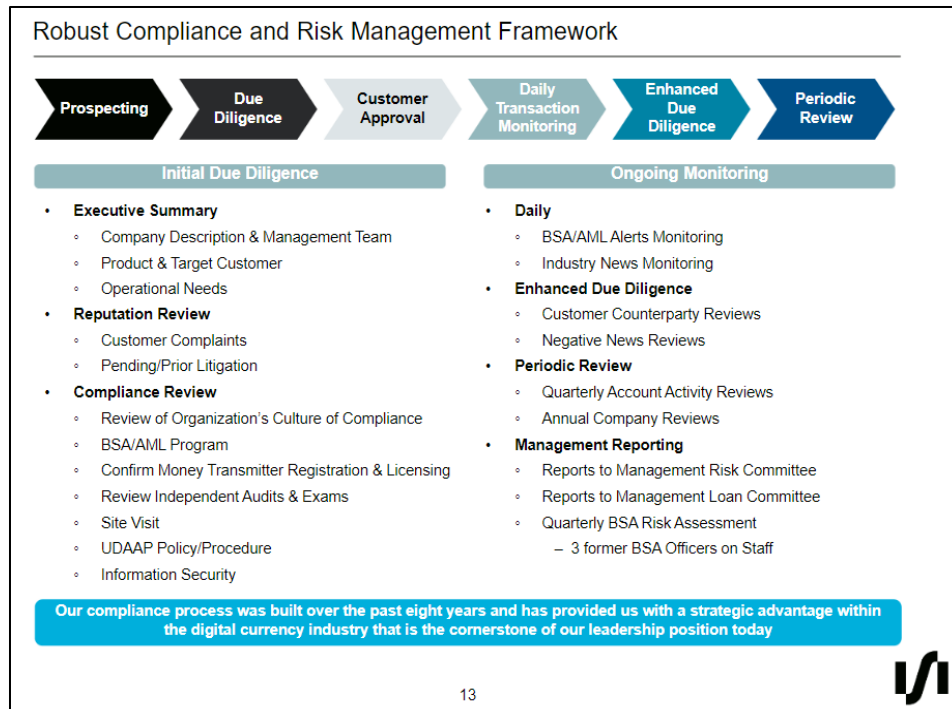 Robust Compliance and Risk Management Framework
Prospecting
Due
Diligence
Customer
Approval
Daily
Transaction
Monitoring
Enhanced
Due
Diligence
Periodic
Review
Initial Due Diligence
• Executive Summary
◦ Company Description & Management Team
◦ Product & Target Customer
◦ Operational Needs
• Reputation Review
◦ Customer Complaints
◦ Pending/Prior Litigation
• Compliance Review
◦ Review of Organization's Culture of Compliance
◦ BSA/AML Program
◦ Confirm Money Transmitter Registration & Licensing
◦ Review Independent Audits & Exams
◦ Site Visit
◦ UDAAP Policy/Procedure
◦ Information Security
Ongoing Monitoring
• Daily
◦ BSA/AML Alerts Monitoring
◦ Industry News Monitoring
• Enhanced Due Diligence
◦ Customer Counterparty Reviews
◦ Negative News Reviews
• Periodic Review
◦ Quarterly Account Activity Reviews
◦ Annual Company Reviews
• Management Reporting
◦ Reports to Management Risk Committee
◦ Reports to Management Loan Committee
◦ Quarterly BSA Risk Assessment
– 3 former BSA Officers on Staff
Our compliance process was built over the past eight years and has provided us with a strategic advantage within
the digital currency industry that is the cornerstone of our leadership position today
13